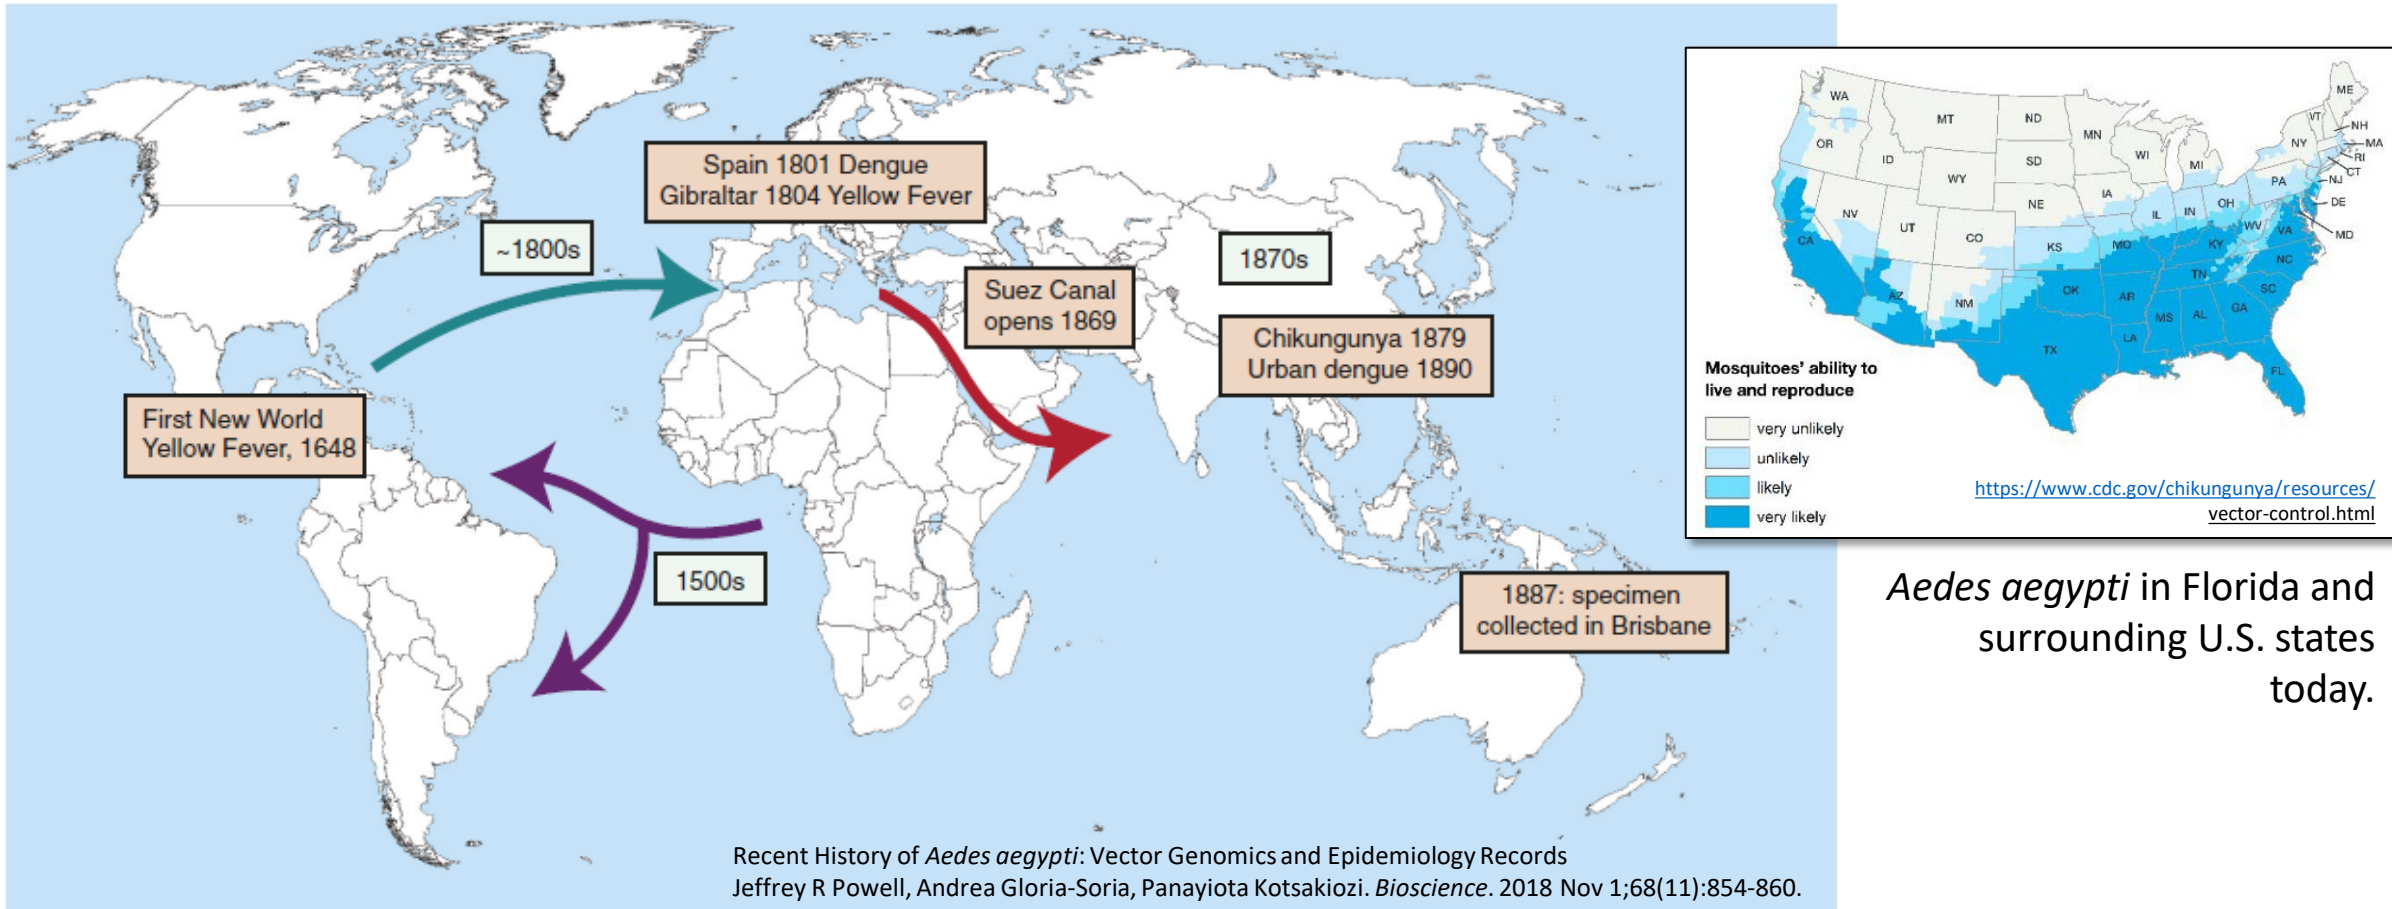 Spain 1801 Dengue
Gibraltar 1804 Yellow Fever
~1800s
1870s
Suez Canal
opens 1869
Chikungunya 1879
Urban dengue 1890
First New World
Yellow Fever, 1648
1500s
1887: specimen
collected in Brisbane
Recent History of Aedes aegypti: Vector Genomics and Epidemiology Records
Jeffrey R Powell, Andrea Gloria-Soria, Panayiota Kotsakiozi. Bioscience. 2018 Nov 1;68(11):854-860.
WA
MT
ND
MN
ME
VT
NH
OR
ID
SD
WI
MI
NY
MA
RI
CT
WY
IA
PA
NJ
NV
UT
CO
NE
IL
IN
OH
WV
DE
MD
CA
KS
MO
KY
VA
AZ
NM
OK
AR
TN
NC
SC
TX
LA
MS
AL
GA
FL
Mosquitoes' ability to
live and reproduce
very unlikely
unlikely
likely
very likely
https://www.cdc.gov/chikungunya/resources/
vector-control.html
Aedes aegypti in Florida and
surrounding U.S. states
today.